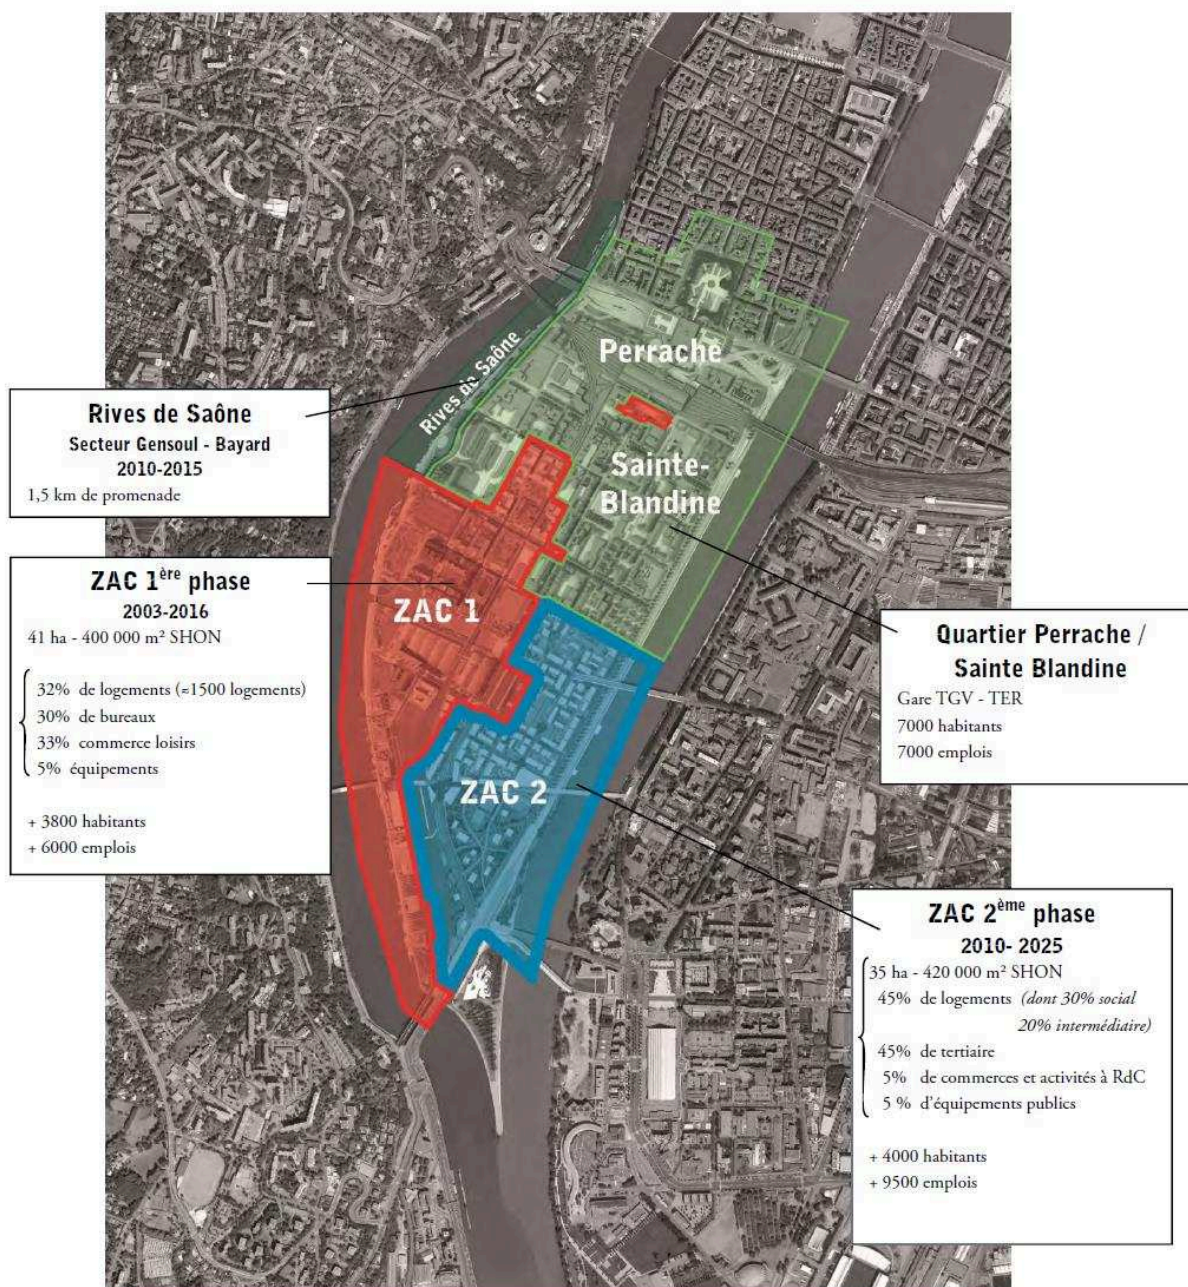 Perrache
Rives de Saône
Sainte-
Blandine
ZAC 1
ZAC 2
Rives de Saône
Secteur Gensoul - Bayard
2010-2015
1,5 km de promenade
ZAC 1ère phase
2003-2016
41 ha - 400 000 m² SHON
32% de logements (≈1500 logements)
30% de bureaux
33% commerce loisirs
5% équipements
+ 3800 habitants
+ 6000 emplois
Quartier Perrache /
Sainte Blandine
Gare TGV - TER
7000 habitants
7000 emplois
ZAC 2ème phase
2010- 2025
35 ha - 420 000 m² SHON
45% de logements (dont 30% social
20% intermédiaire)
45% de tertiaire
5% de commerces et activités à RdC
5 % d'équipements publics
+ 4000 habitants
+ 9500 emplois